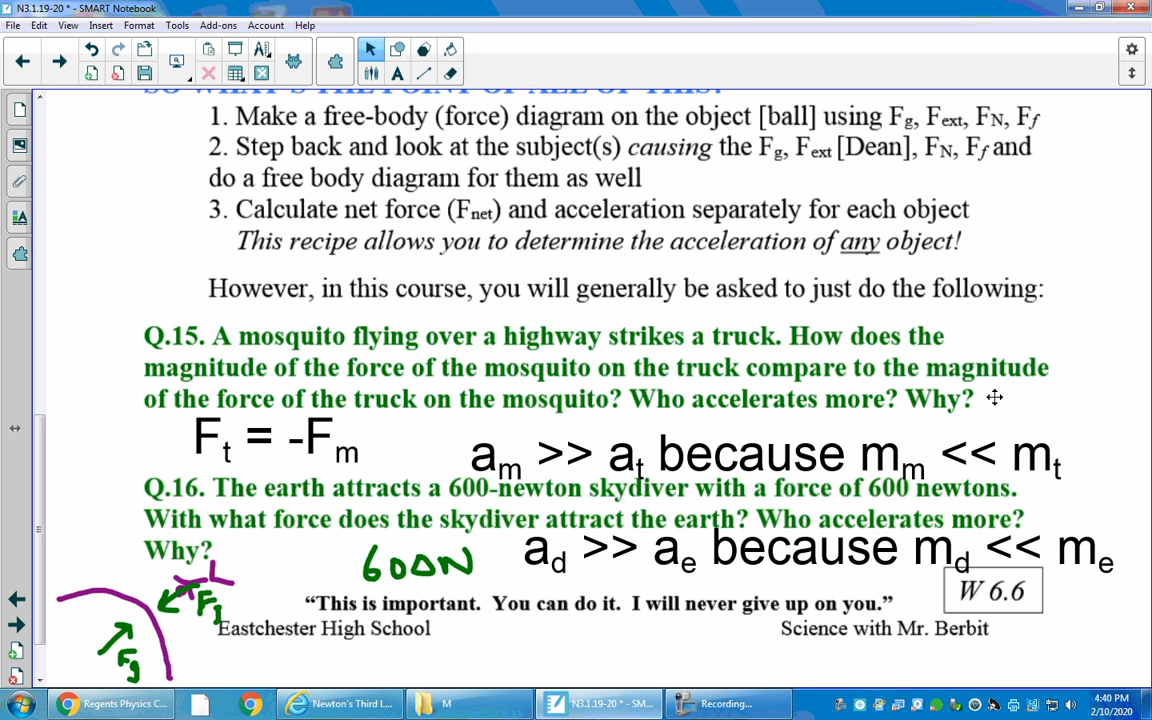 N3.1.19-20 * - SMART Notebook
File Edit View Insert Format Tools Add-ons Account Help
SO WHAT'S THE POINT OF ALL OF THIS?
1. Make a free-body (force) diagram on the object [ball] using Fg, Fext, FN, Ff
2. Step back and look at the subject(s) causing the Fg, Fext [Dean], FN, Ff and
do a free body diagram for them as well
3. Calculate net force (Fnet) and acceleration separately for each object
This recipe allows you to determine the acceleration of any object!
However, in this course, you will generally be asked to just do the following:
Q.15. A mosquito flying over a highway strikes a truck. How does the
magnitude of the force of the mosquito on the truck compare to the magnitude
of the force of the truck on the mosquito? Who accelerates more? Why?
Ft = -Fm
am >> at because mm << mt
Q.16. The earth attracts a 600-newton skydiver with a force of 600 newtons.
With what force does the skydiver attract the earth? Who accelerates more?
Why?
600N
ad >> ae because md << me
Fg
Fg
W 6.6
“This is important. You can do it. I will never give up on you.”
Eastchester High School
Science with Mr. Berbit
Regents Physics C...
Newton's Third L...
M
N3.1.19-20 * - S...
Recording...
4:40 PM
2/10/2020